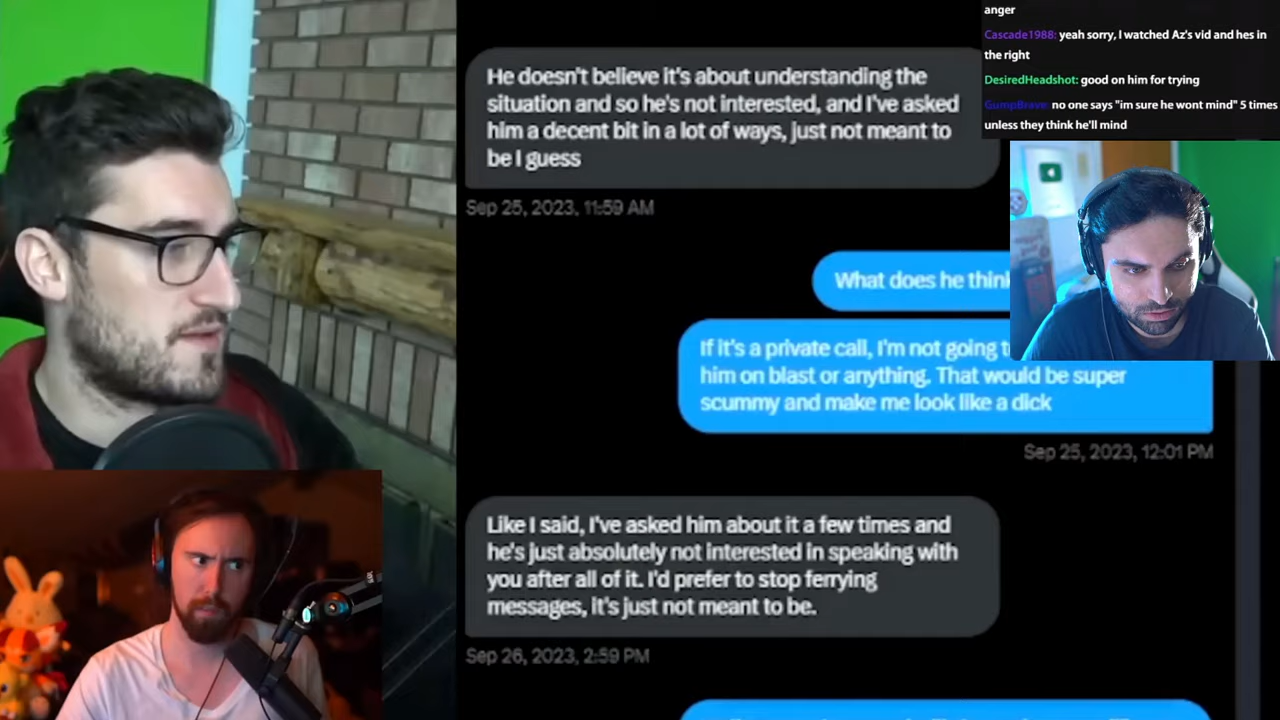 anger
Cascade1988: yeah sorry, I watched Az's vid and hes in
the right
DesiredHeadshot: good on him for trying
GumpBrave: no one says "im sure he wont mind" 5 times
unless they think he'll mind
He doesn't believe it's about understanding the
situation and so he's not interested, and I've asked
him a decent bit in a lot of ways, just not meant to
be I guess
Sep 25, 2023, 11:59 AM
What does he think
If it's a private call, I'm not going
him on blast or anything. That would be super
scummy and make me look like a dick
Sep 25, 2023, 12:01 PM
Like I said, I've asked him about it a few times and
he's just absolutely not interested in speaking with
you after all of it. I'd prefer to stop ferrying
messages, it's just not meant to be.
Sep 26, 2023, 2:59 PM